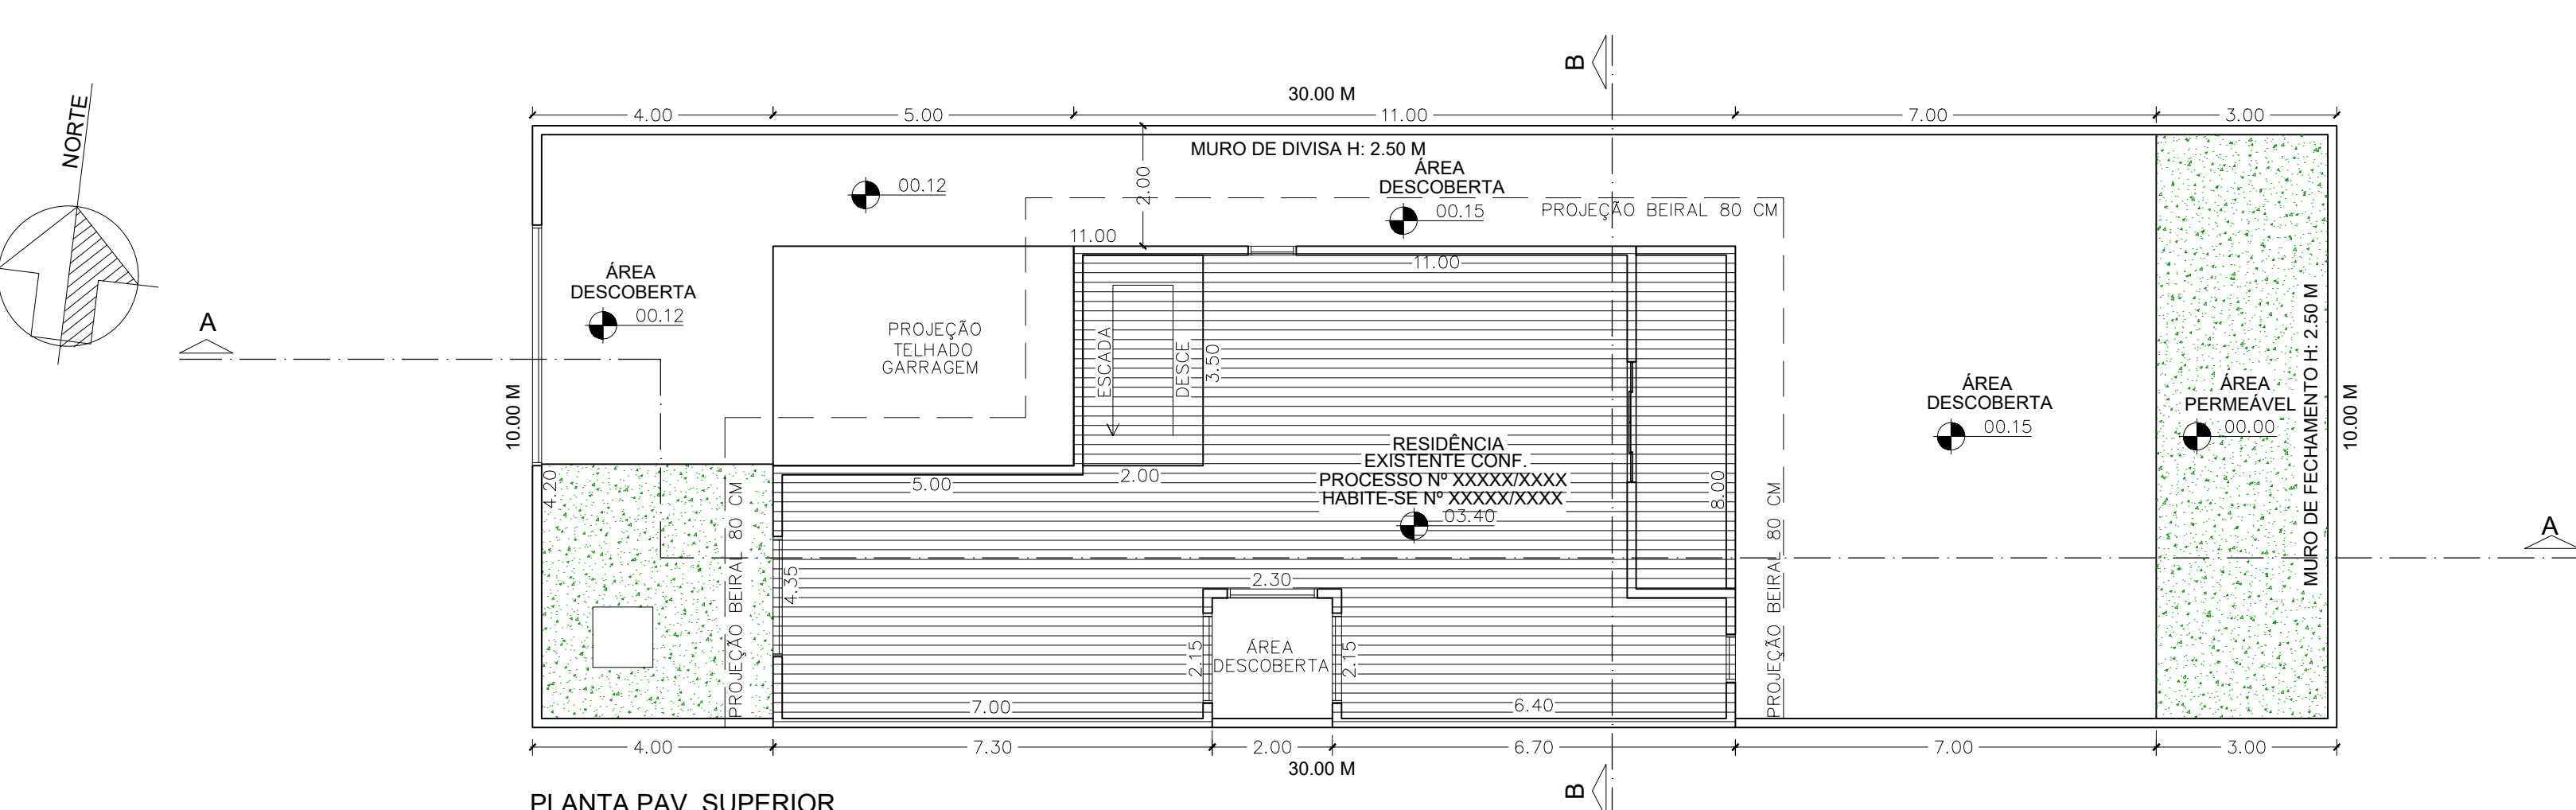 B
NORTE
30.00 M
4.00
5.00
11.00
7.00
3.00
MURO DE DIVISA H: 2.50 M
ÁREA
DESCOBERTA
00.12
2.00
00.15
PROJEÇÃO BEIRAL 80 CM
11.00
11.00
ÁREA
DESCOBERTA
00.12
A
PROJEÇÃO
TELHADO
GARRAGEM
ESCADA
DESCE
3.50
10.00 M
ÁREA
DESCOBERTA
00.15
ÁREA
PERMEÁVEL
00.00
MURO DE FECHAMENTO H: 2.50 M
10.00 M
RESIDÊNCIA
EXISTENTE CONF.
PROCESSO Nº XXXXX/XXXX
HABITE-SE Nº XXXXX/XXXX
03.40
4.20
5.00
2.00
8.00
A
PROJEÇÃO BEIRAL 80 CM
4.35
2.30
2.15
ÁREA
DESCOBERTA
2.15
PROJEÇÃO BEIRAL 80 CM
7.00
6.40
4.00
7.30
2.00
6.70
7.00
3.00
30.00 M
B
PLANTA PAV. SUPERIOR